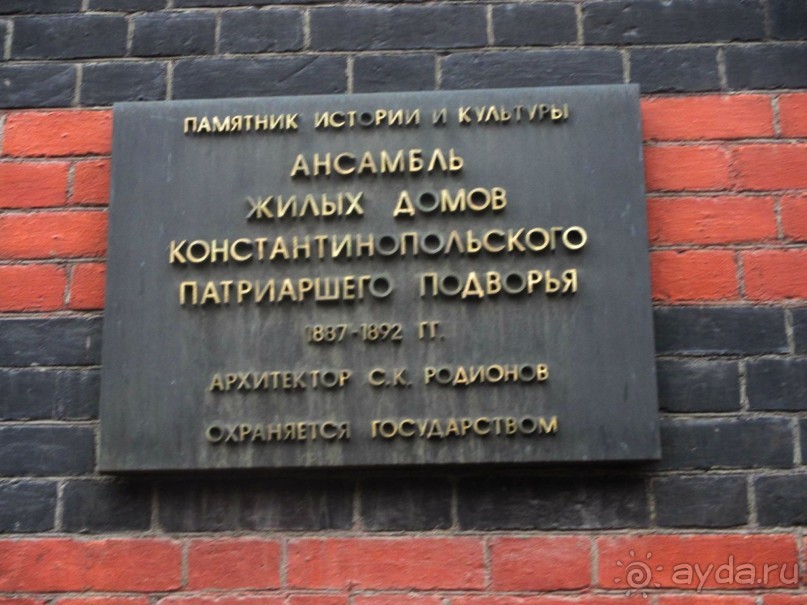 ПАМЯТНИК ИСТОРИИ И КУЛЬТУРЫ
АНСАМБЛЬ
ЖИЛЫХ ДОМОВ
КОНСТАНТИНОПОЛЬСКОГО
ПАТРИАРШЕГО ПОДВОРЬЯ
1887-1892 ГГ.
АРХИТЕКТОР С.К. РОДИОНОВ
ОХРАНЯЕТСЯ ГОСУДАРСТВОМ
ayda.ru